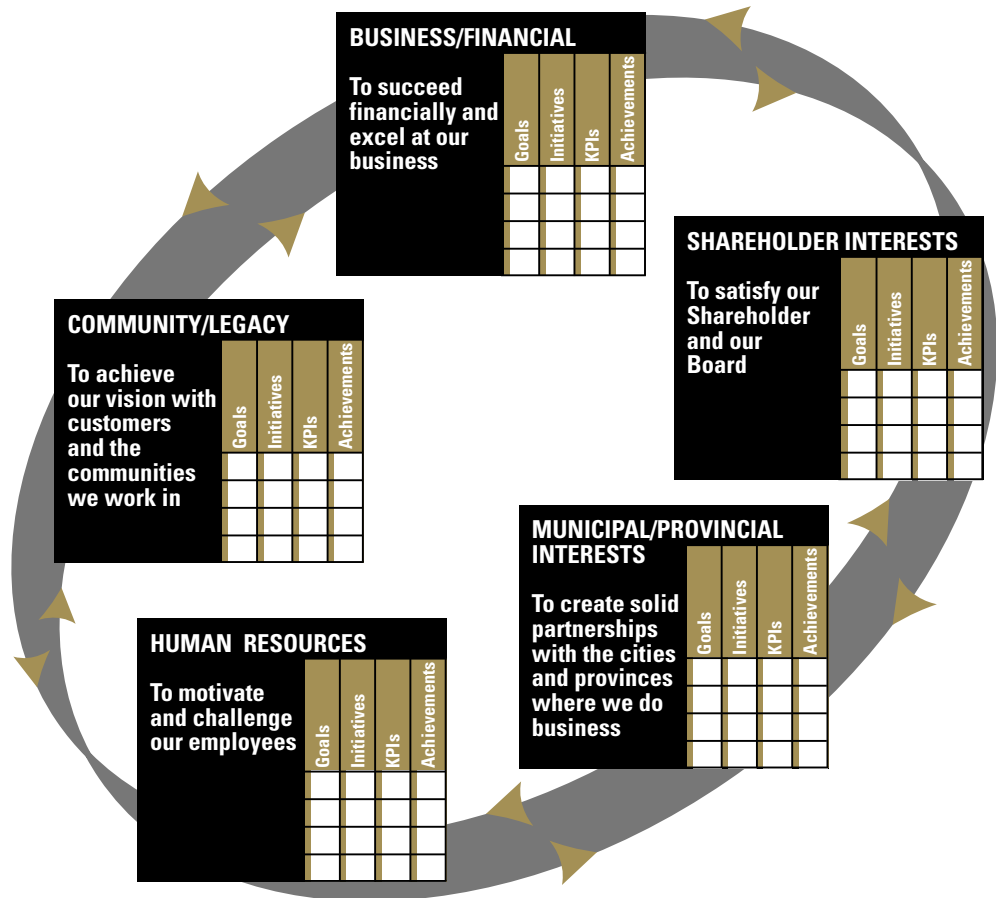 BUSINESS/FINANCIAL
To succeed
financially and
excel at our
business
Goals
Initiatives
KPIs
Achievements
SHAREHOLDER INTERESTS
To satisfy our
Shareholder
and our
Board
Goals
Initiatives
KPIs
Achievements
COMMUNITY/LEGACY
To achieve
our vision with
customers
and the
communities
we work in
Goals
Initiatives
KPIs
Achievements
MUNICIPAL/PROVINCIAL
INTERESTS
To create solid
partnerships
with the cities
and provinces
where we do
business
Goals
Initiatives
KPIs
Achievements
HUMAN RESOURCES
To motivate
and challenge
our employees
Goals
Initiatives
KPIs
Achievements